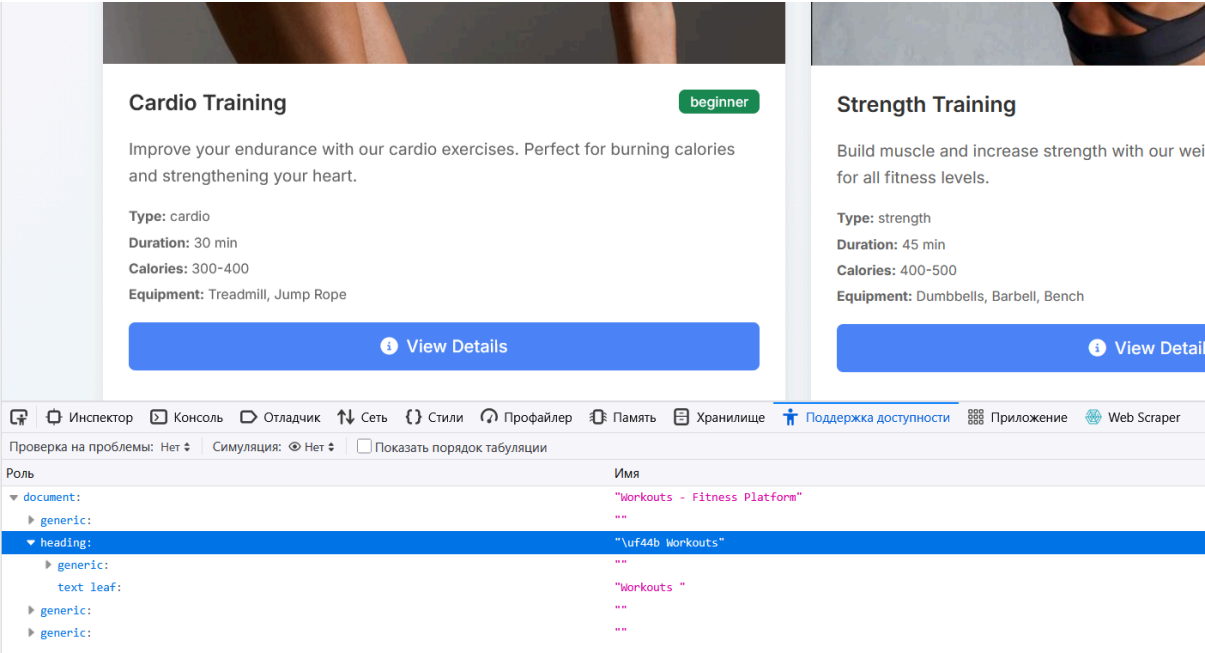 Cardio Training
beginner
Improve your endurance with our cardio exercises. Perfect for burning calories
and strengthening your heart.
Type: cardio
Duration: 30 min
Calories: 300-400
Equipment: Treadmill, Jump Rope
View Details
Strength Training
Build muscle and increase strength with our wei
for all fitness levels.
Type: strength
Duration: 45 min
Calories: 400-500
Equipment: Dumbbells, Barbell, Bench
View Detail
Инспектор Консоль Отладчик Сеть Стили Профайлер Память Хранилище Поддержка доступности Приложение Web Scraper
Проверка на проблемы: Нет Симуляция: Нет Показать порядок табуляции
Роль Имя
document: "Workouts - Fitness Platform"
generic: ""
heading: "\uf44b Workouts"
generic: ""
text leaf: "Workouts "
generic: ""
generic: ""